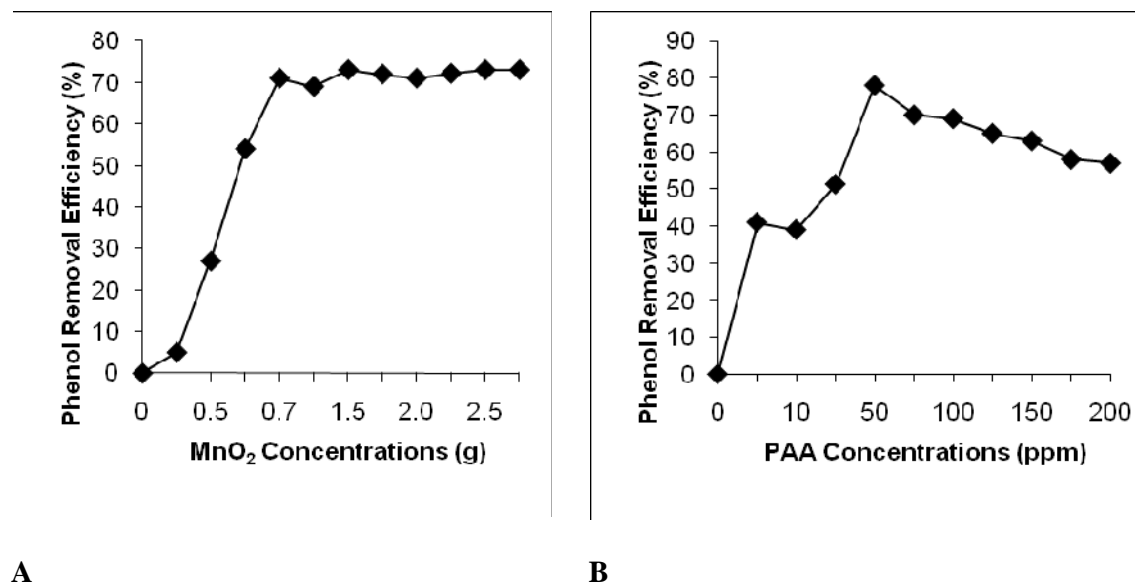 80
70
60
50
40
30
20
10
0
Phenol Removal Efficiency (%)
0 0.5 0.7 1.5 2.0 2.5
MnO₂ Concentrations (g)
A
90
80
70
60
50
40
30
20
10
0
Phenol Removal Efficiency (%)
0 10 50 100 150 200
PAA Concentrations (ppm)
B